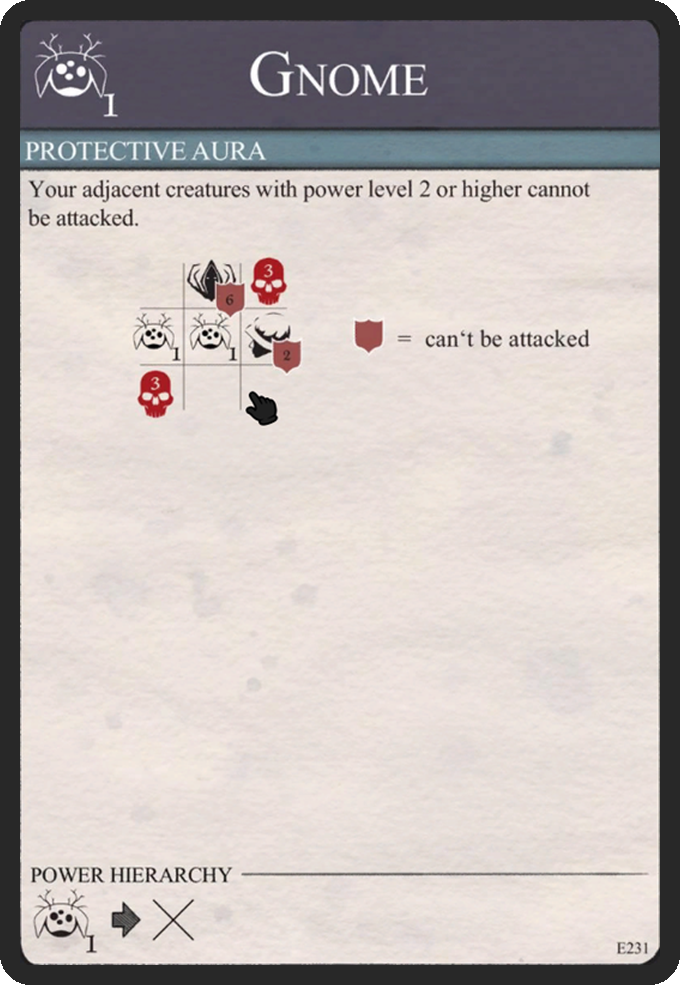 1
GNOME
PROTECTIVE AURA
Your adjacent creatures with power level 2 or higher cannot
be attacked.
3
6
1 1 2
= can‘t be attacked
3
POWER HIERARCHY
1
E231